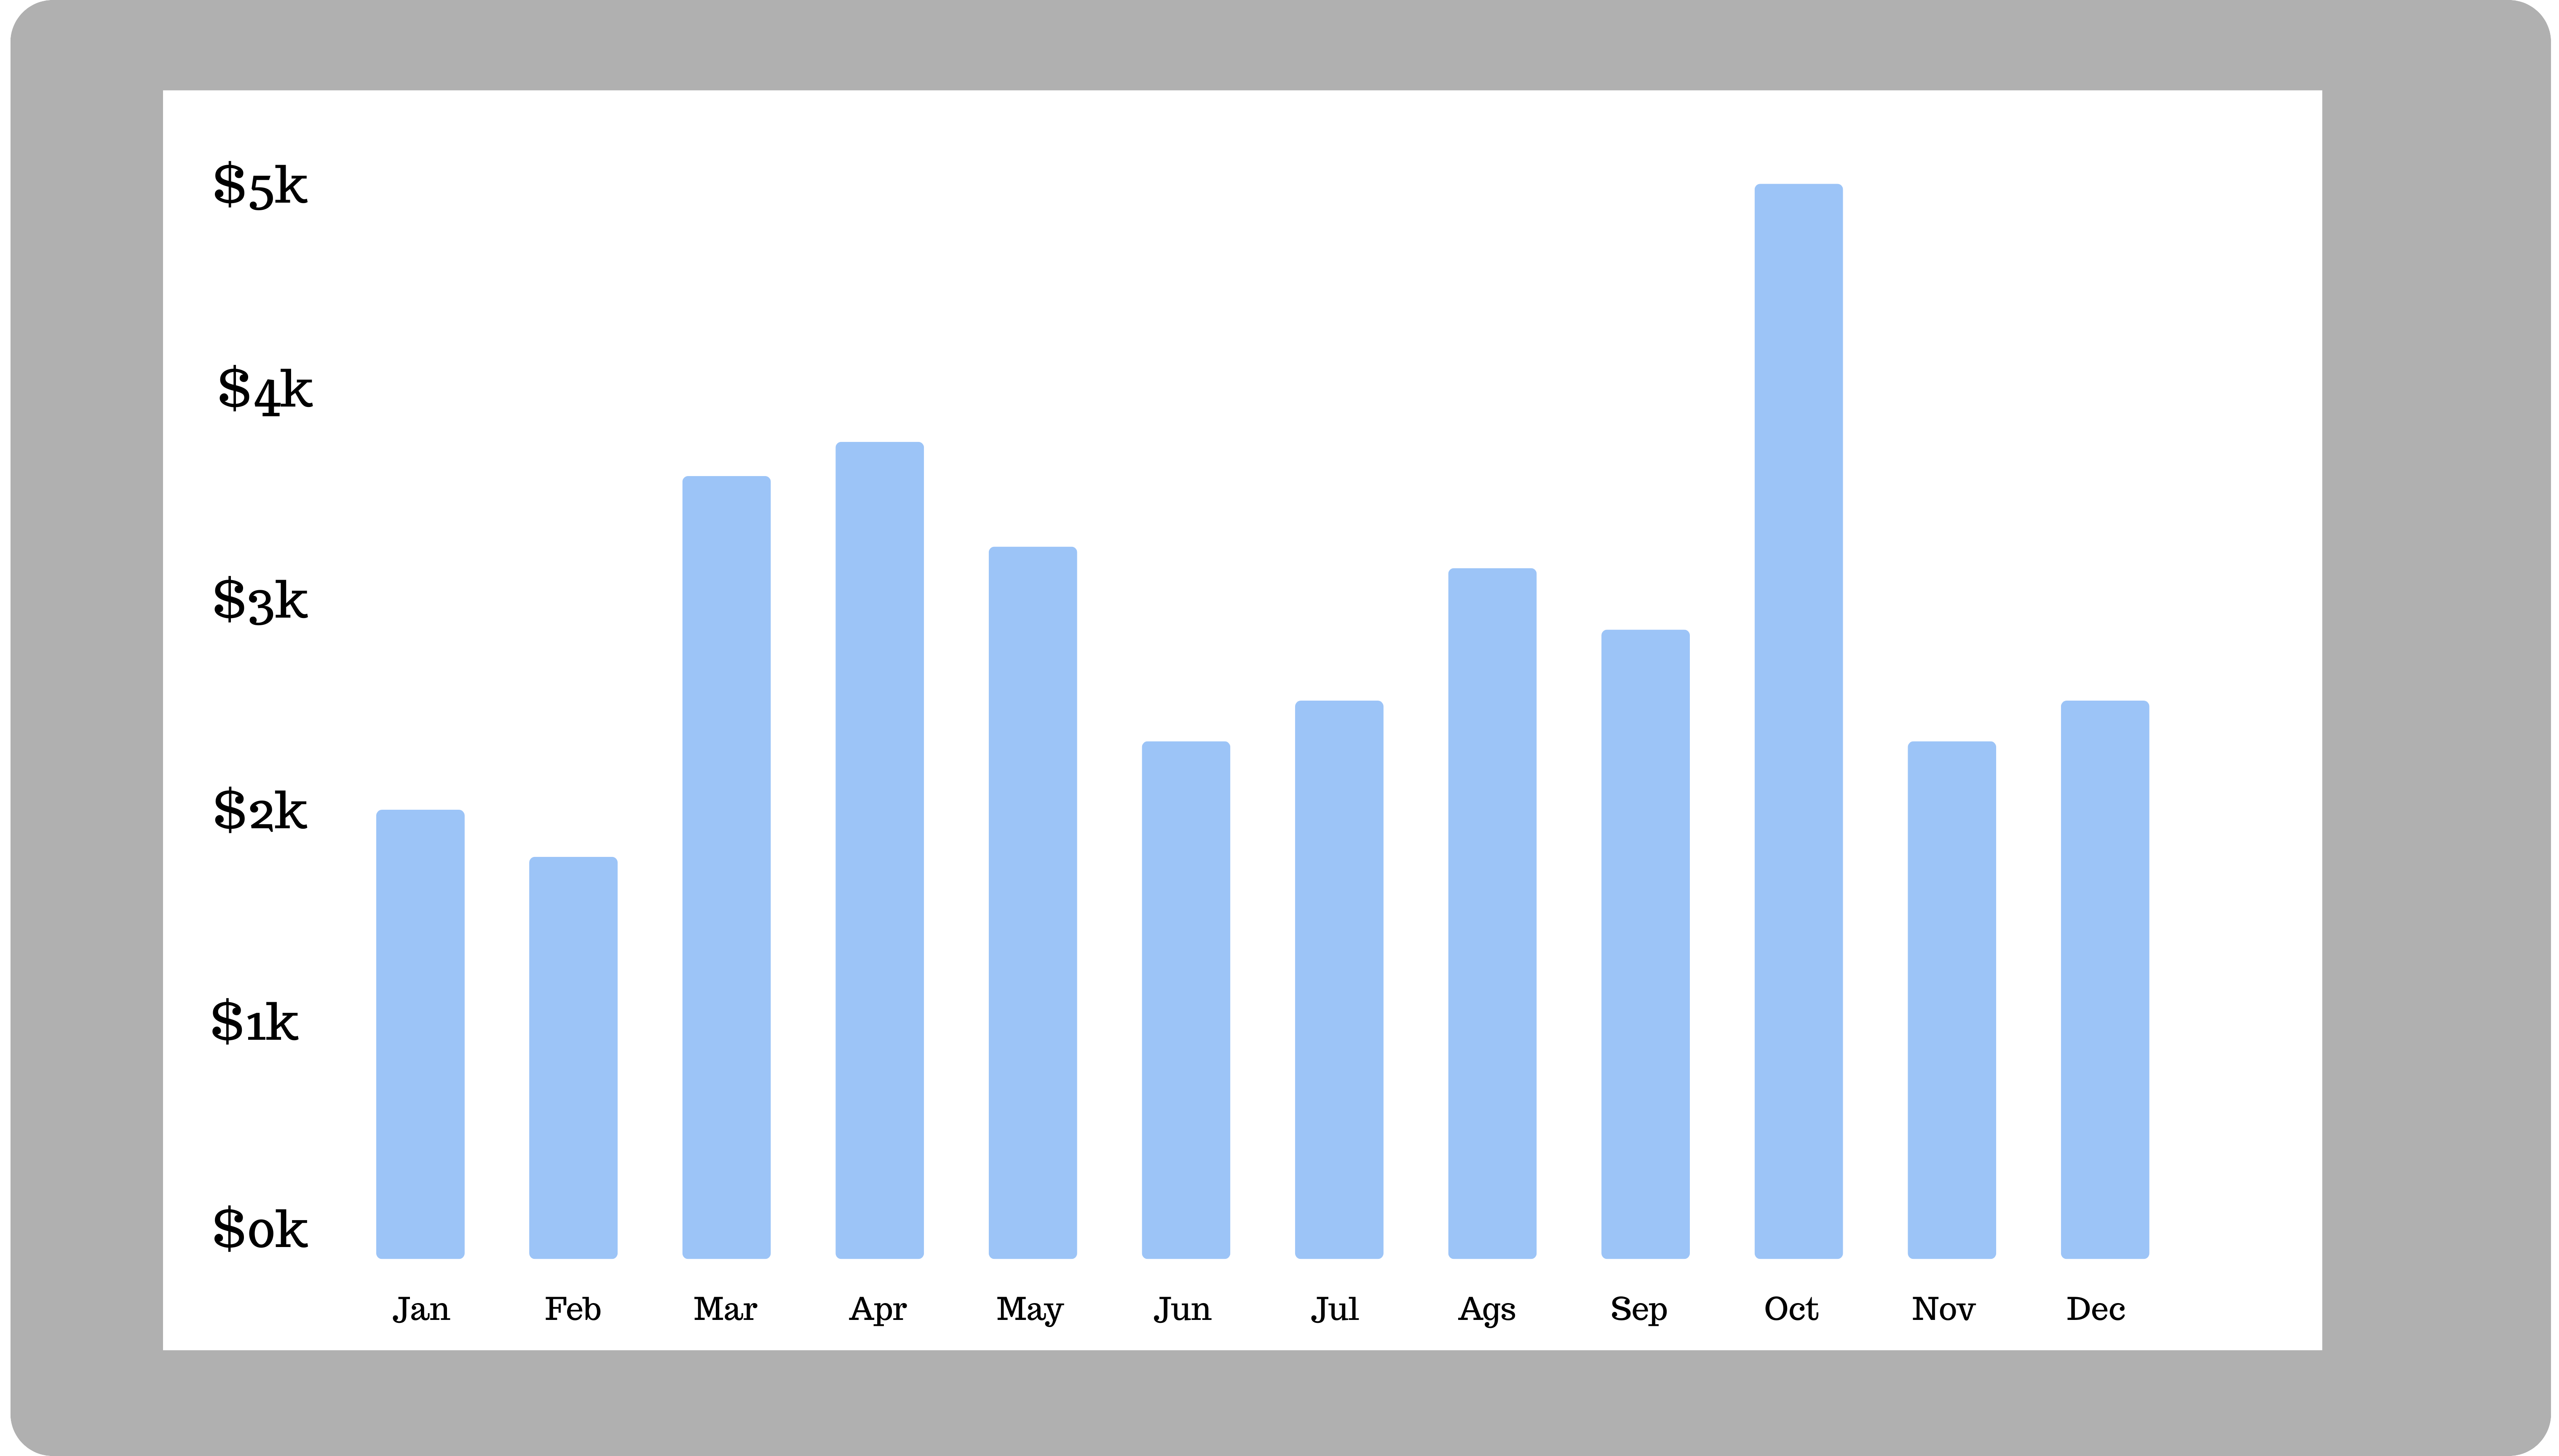 $5k
$4k
$3k
$2k
$1k
$0k
Jan Feb Mar Apr May Jun Jul Ags Sep Oct Nov Dec